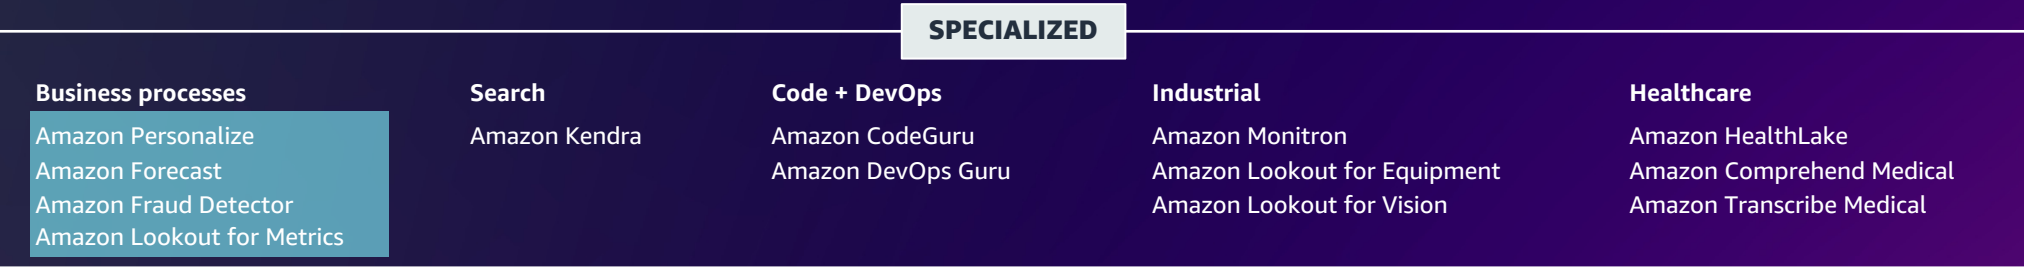 SPECIALIZED
Business processes
Amazon Personalize
Amazon Forecast
Amazon Fraud Detector
Amazon Lookout for Metrics
Search
Amazon Kendra
Code + DevOps
Amazon CodeGuru
Amazon DevOps Guru
Industrial
Amazon Monitron
Amazon Lookout for Equipment
Amazon Lookout for Vision
Healthcare
Amazon HealthLake
Amazon Comprehend Medical
Amazon Transcribe Medical